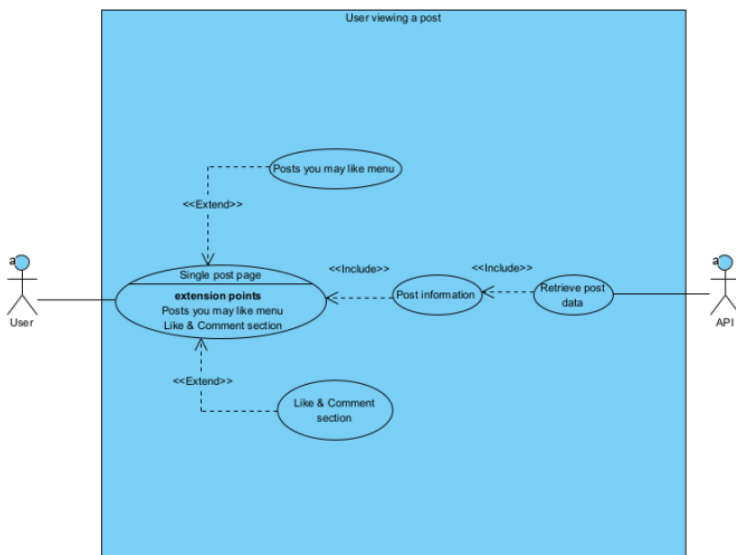 User viewing a post
Posts you may like menu
<<Extend>>
a
Single post page
<<Include>>
<<Include>>
a
extension points
Posts you may like menu
Like & Comment section
Post information
Retrieve post
data
User
API
<<Extend>>
Like & Comment
section